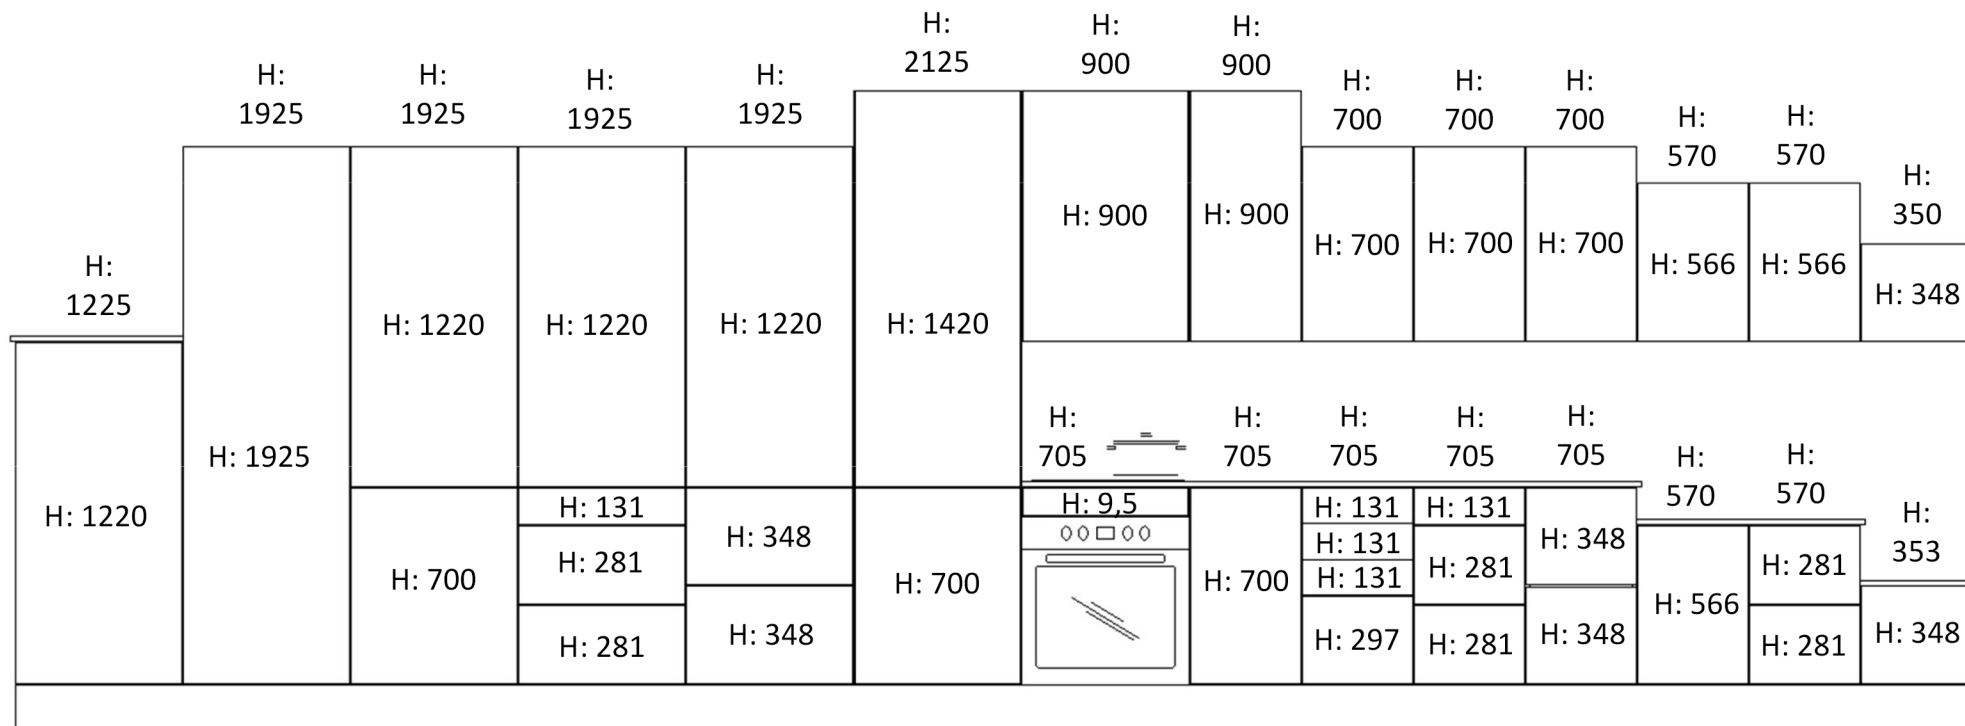 H:
2125
H:
900
H:
900
H:
1925
H:
1925
H:
1925
H:
1925
H:
700
H:
700
H:
700
H:
570
H:
570
H:
350
H:
1225
H: 900
H: 900
H: 700
H: 700
H: 700
H: 566
H: 566
H: 348
H: 1220
H: 1220
H: 1220
H: 1420
H:
705
H:
705
H:
705
H:
705
H:
705
H:
570
H:
570
H:
353
H: 1220
H: 1925
H: 700
H: 131
H: 281
H: 281
H: 348
H: 348
H: 700
H: 9,5
H: 700
H: 131
H: 131
H: 131
H: 297
H: 131
H: 281
H: 281
H: 348
H: 348
H: 566
H: 281
H: 281
H: 348